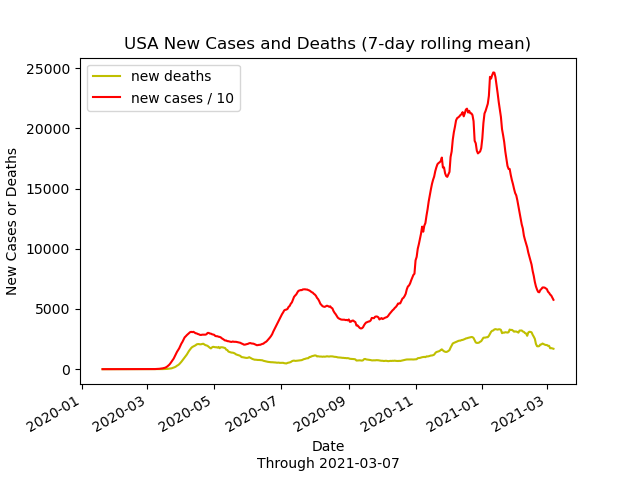 USA New Cases and Deaths (7-day rolling mean)
new deaths
new cases / 10
25000
20000
15000
10000
5000
0
New Cases or Deaths
2020-01
2020-03
2020-05
2020-07
2020-09
2020-11
2021-01
2021-03
Date
Through 2021-03-07